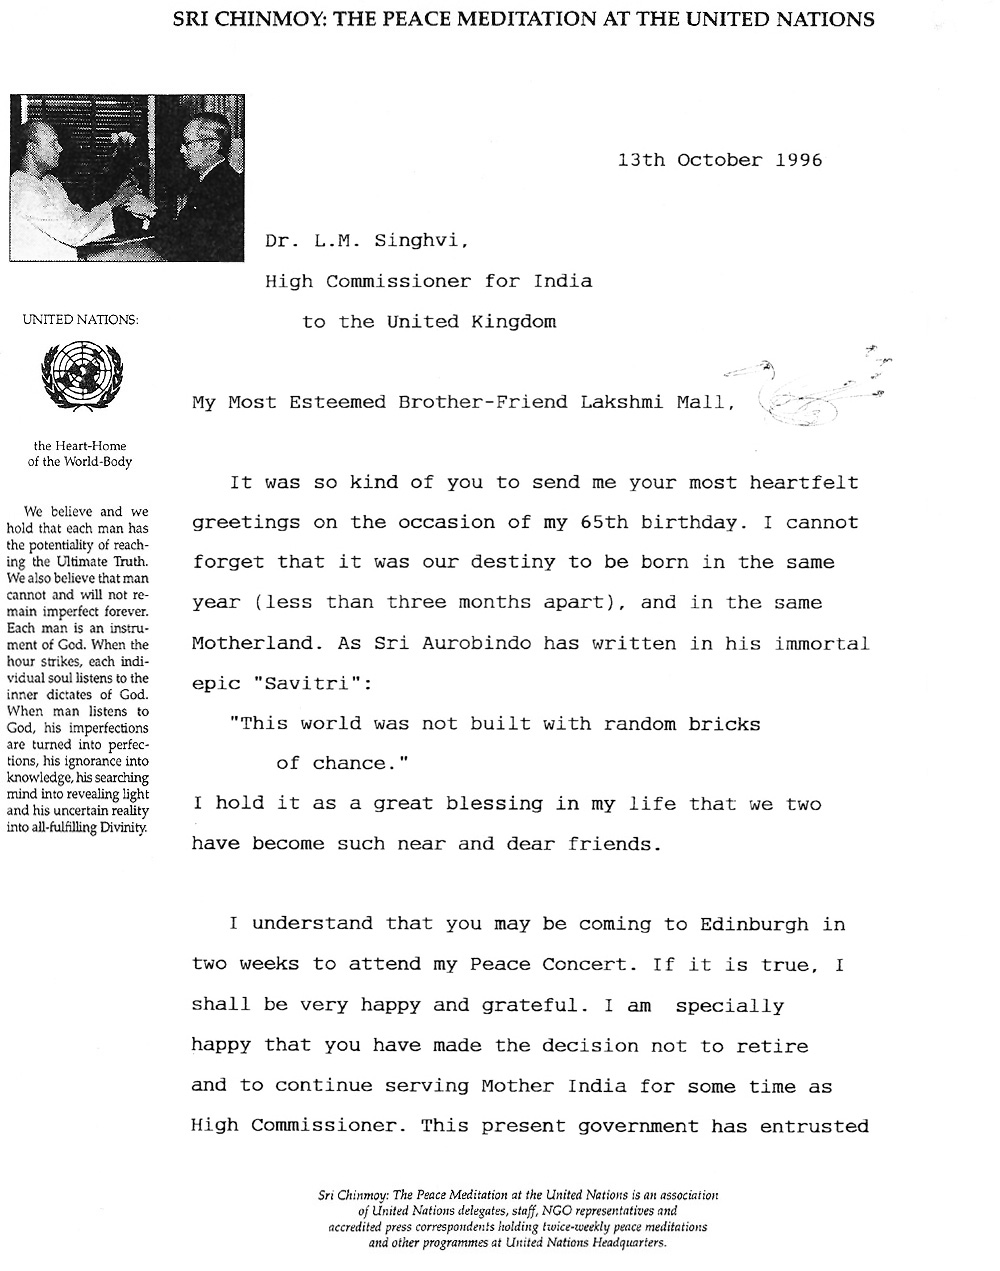 SRI CHINMOY: THE PEACE MEDITATION AT THE UNITED NATIONS
13th October 1996
Dr. L.M. Singhvi,
High Commissioner for India
to the United Kingdom
UNITED NATIONS:
the Heart-Home
of the World-Body
We believe and we
hold that each man has
the potentiality of reach-
ing the Ultimate Truth.
We also believe that man
cannot and will not re-
main imperfect forever.
Each man is an instru-
ment of God. When the
hour strikes, each indi-
vidual soul listens to the
inner dictates of God.
When man listens to
God, his imperfections
are turned into perfec-
tions, his ignorance into
knowledge, his searching
mind into revealing light
and his uncertain reality
into all-fulfilling Divinity.
My Most Esteemed Brother-Friend Lakshmi Mall,
It was so kind of you to send me your most heartfelt
greetings on the occasion of my 65th birthday. I cannot
forget that it was our destiny to be born in the same
year (less than three months apart), and in the same
Motherland. As Sri Aurobindo has written in his immortal
epic "Savitri":
"This world was not built with random bricks
of chance."
I hold it as a great blessing in my life that we two
have become such near and dear friends.
I understand that you may be coming to Edinburgh in
two weeks to attend my Peace Concert. If it is true, I
shall be very happy and grateful. I am specially
happy that you have made the decision not to retire
and to continue serving Mother India for some time as
High Commissioner. This present government has entrusted
Sri Chinmoy: The Peace Meditation at the United Nations is an association
of United Nations delegates, staff, NGO representatives and
accredited press correspondents holding twice-weekly peace meditations
and other programmes at United Nations Headquarters.